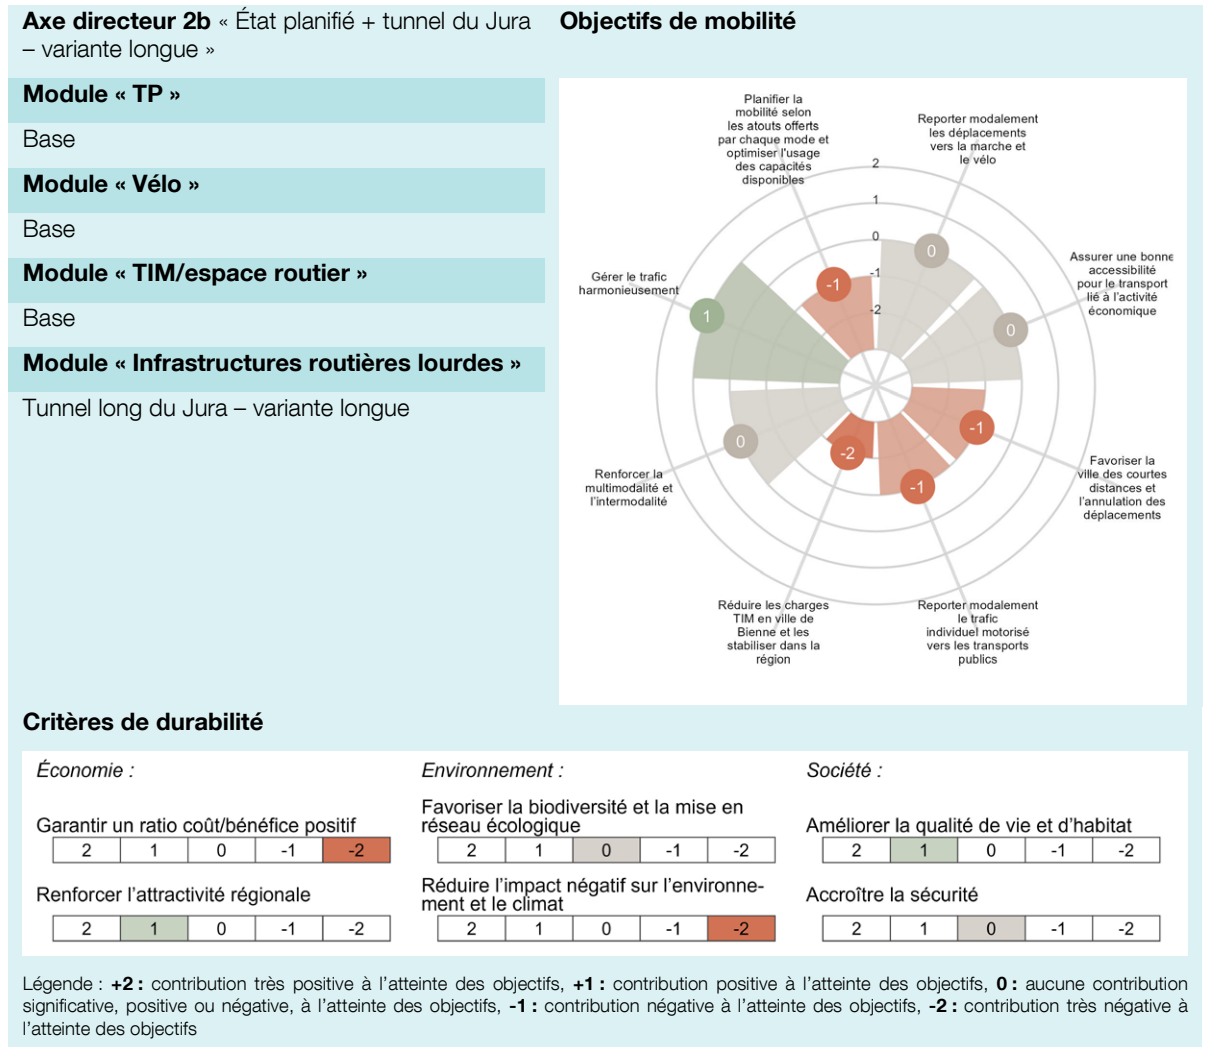 Axe directeur 2b « État planifié + tunnel du Jura
– variante longue »
Module « TP »
Base
Module « Vélo »
Base
Module « TIM/espace routier »
Base
Module « Infrastructures routières lourdes »
Tunnel long du Jura – variante longue
Objectifs de mobilité
Planifier la
mobilité selon
les atouts offerts
par chaque mode et
optimiser l'usage
des capacités
disponibles
Reporter modalement
les déplacements
vers la marche et
le vélo
Assurer une bonne
accessibilité
pour le transport
lié à l'activité
économique
Favoriser la
ville des courtes
distances et
l'annulation des
déplacements
Reporter modalement
le trafic
individuel motorisé
vers les transports
publics
Réduire les charges
TIM en ville de
Bienne et les
stabiliser dans la
région
Renforcer la
multimodalité et
l'intermodalité
Gérer le trafic
harmonieusement
2
1
0
-1
-2
0
0
-1
-1
-2
0
1
-1
Critères de durabilité
Économie :
Garantir un ratio coût/bénéfice positif
2 1 0 -1 -2
Renforcer l'attractivité régionale
2 1 0 -1 -2
Environnement :
Favoriser la biodiversité et la mise en
réseau écologique
2 1 0 -1 -2
Réduire l'impact négatif sur l'environne-
ment et le climat
2 1 0 -1 -2
Société :
Améliorer la qualité de vie et d'habitat
2 1 0 -1 -2
Accroître la sécurité
2 1 0 -1 -2
Légende : +2 : contribution très positive à l'atteinte des objectifs, +1 : contribution positive à l'atteinte des objectifs, 0 : aucune contribution
significative, positive ou négative, à l'atteinte des objectifs, -1 : contribution négative à l'atteinte des objectifs, -2 : contribution très négative à
l'atteinte des objectifs